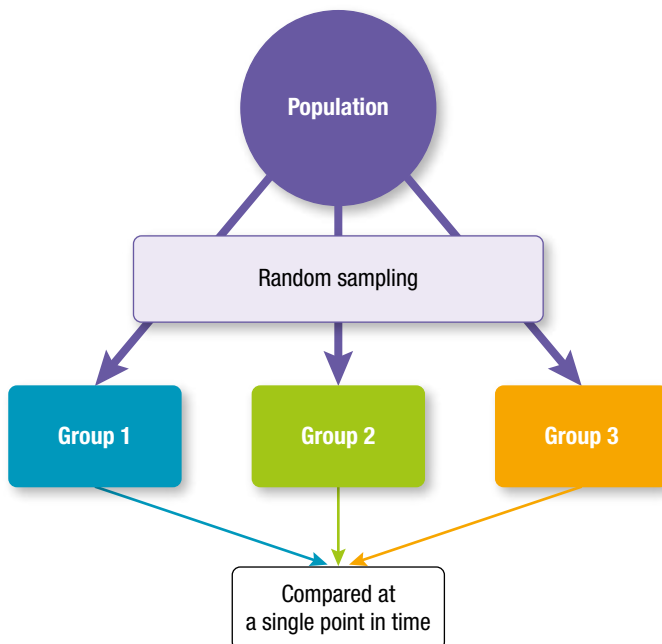 Population
Random sampling
Group 1
Group 2
Group 3
Compared at
a single point in time